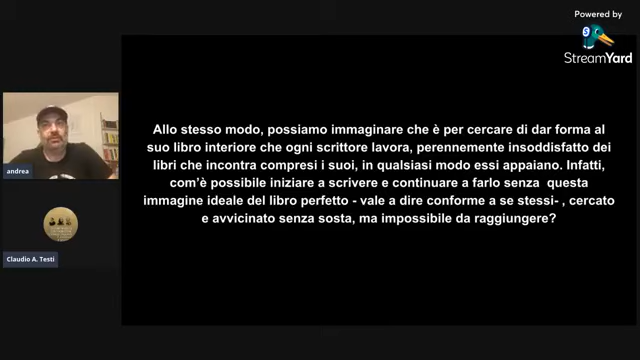 Powered by
StreamYard
Allo stesso modo, possiamo immaginare che è per cercare di dar forma al
suo libro interiore che ogni scrittore lavora, perennemente insoddisfatto dei
libri che incontra compresi i suoi, in qualsiasi modo essi appaiano. Infatti,
com'è possibile iniziare a scrivere e continuare a farlo senza questa
immagine ideale del libro perfetto - vale a dire conforme a se stessi- , cercato
e avvicinato senza sosta, ma impossibile da raggiungere?
andrea
Claudio A. Testi